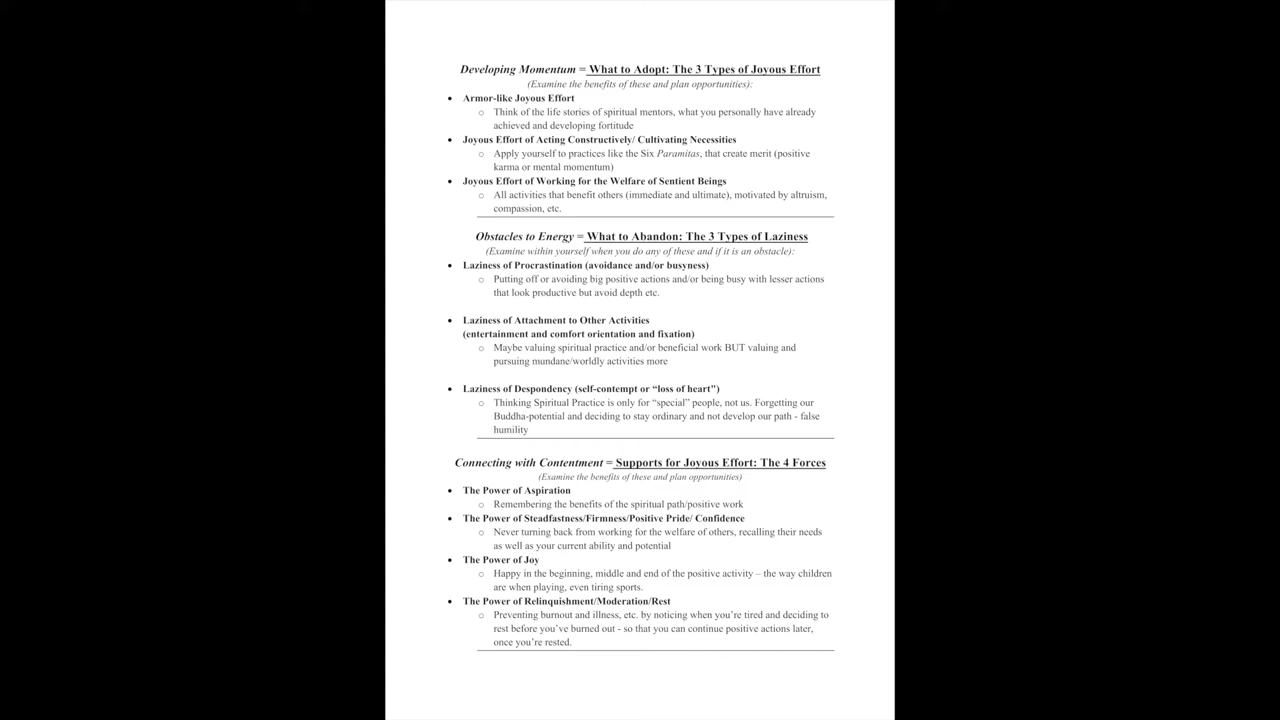 Developing Momentum = What to Adopt: The 3 Types of Joyous Effort
(Examine the benefits of these and plan opportunities):
• Armor-like Joyous Effort
o Think of the life stories of spiritual mentors, what you personally have already
achieved and developing fortitude
• Joyous Effort of Acting Constructively/ Cultivating Necessities
o Apply yourself to practices like the Six Paramitas, that create merit (positive
karma or mental momentum)
• Joyous Effort of Working for the Welfare of Sentient Beings
o All activities that benefit others (immediate and ultimate), motivated by altruism,
compassion, etc.
Obstacles to Energy = What to Abandon: The 3 Types of Laziness
(Examine within yourself when you do any of these and if it is an obstacle):
• Laziness of Procrastination (avoidance and/or busyness)
o Putting off or avoiding big positive actions and/or being busy with lesser actions
that look productive but avoid depth etc.
• Laziness of Attachment to Other Activities
(entertainment and comfort orientation and fixation)
o Maybe valuing spiritual practice and/or beneficial work BUT valuing and
pursuing mundane/worldly activities more
• Laziness of Despondency (self-contempt or “loss of heart")
o Thinking Spiritual Practice is only for “special” people, not us. Forgetting our
Buddha-potential and deciding to stay ordinary and not develop our path - false
humility
Connecting with Contentment = Supports for Joyous Effort: The 4 Forces
(Examine the benefits of these and plan opportunities)
• The Power of Aspiration
o Remembering the benefits of the spiritual path/positive work
• The Power of Steadfastness/Firmness/Positive Pride/ Confidence
o Never turning back from working for the welfare of others, recalling their needs
as well as your current ability and potential
• The Power of Joy
o Happy in the beginning, middle and end of the positive activity – the way children
are when playing, even tiring sports.
• The Power of Relinquishment/Moderation/Rest
o Preventing burnout and illness, etc. by noticing when you’re tired and deciding to
rest before you’ve burned out - so that you can continue positive actions later,
once you’re rested.